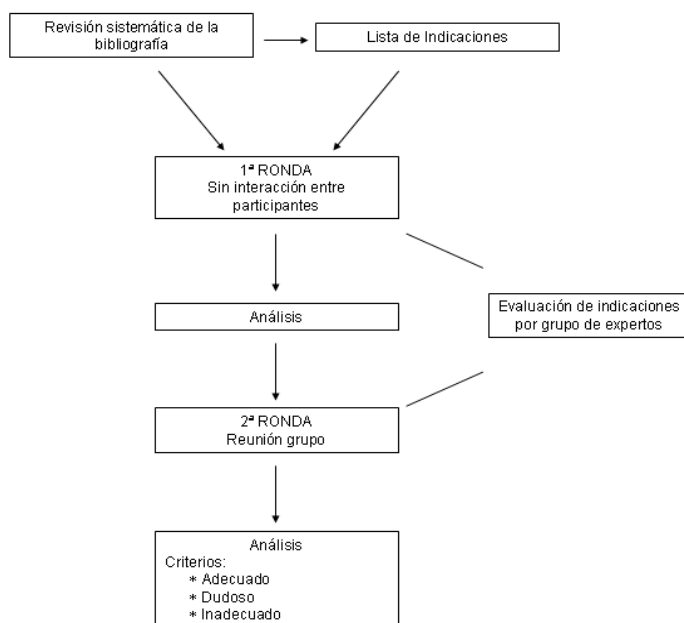 Revisión sistemática de la
bibliografía
Lista de Indicaciones
1ª RONDA
Sin interacción entre
participantes
Análisis
Evaluación de indicaciones
por grupo de expertos
2ª RONDA
Reunión grupo
Análisis
Criterios:
* Adecuado
* Dudoso
* Inadecuado